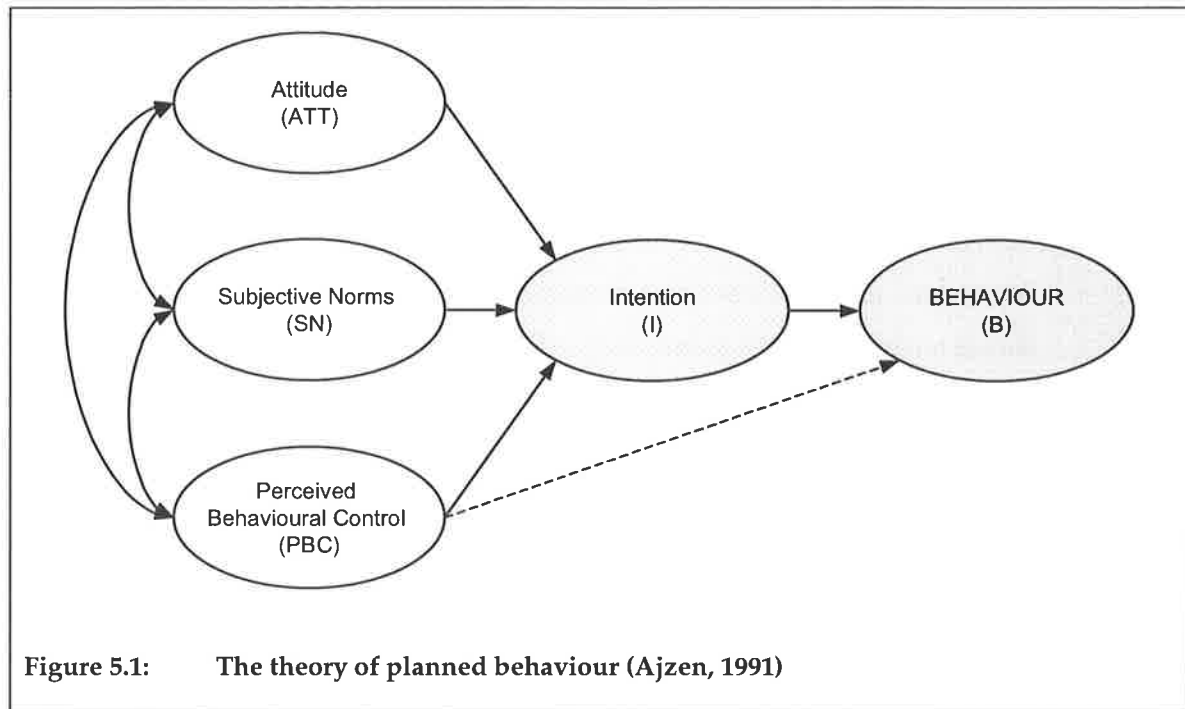 Attitude
(ATT)
Subjective Norms
(SN)
Intention
(I)
BEHAVIOUR
(B)
Perceived
Behavioural Control
(PBC)
Figure 5.1: The theory of planned behaviour (Ajzen, 1991)